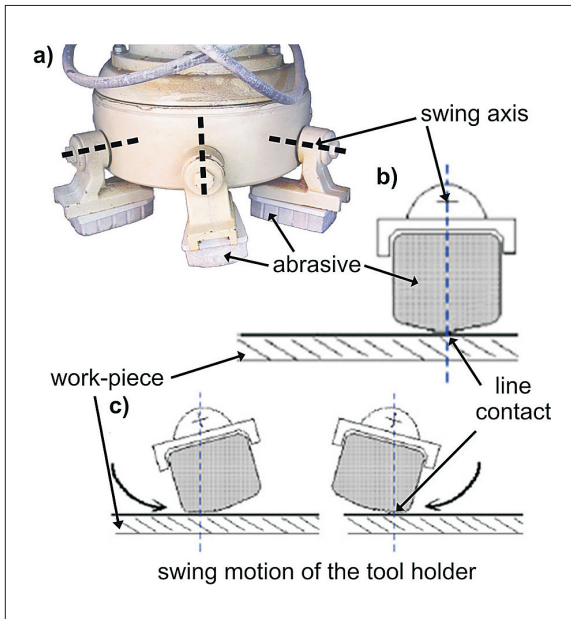 a)
swing axis
b)
abrasive
work-piece
line
contact
c)
swing motion of the tool holder